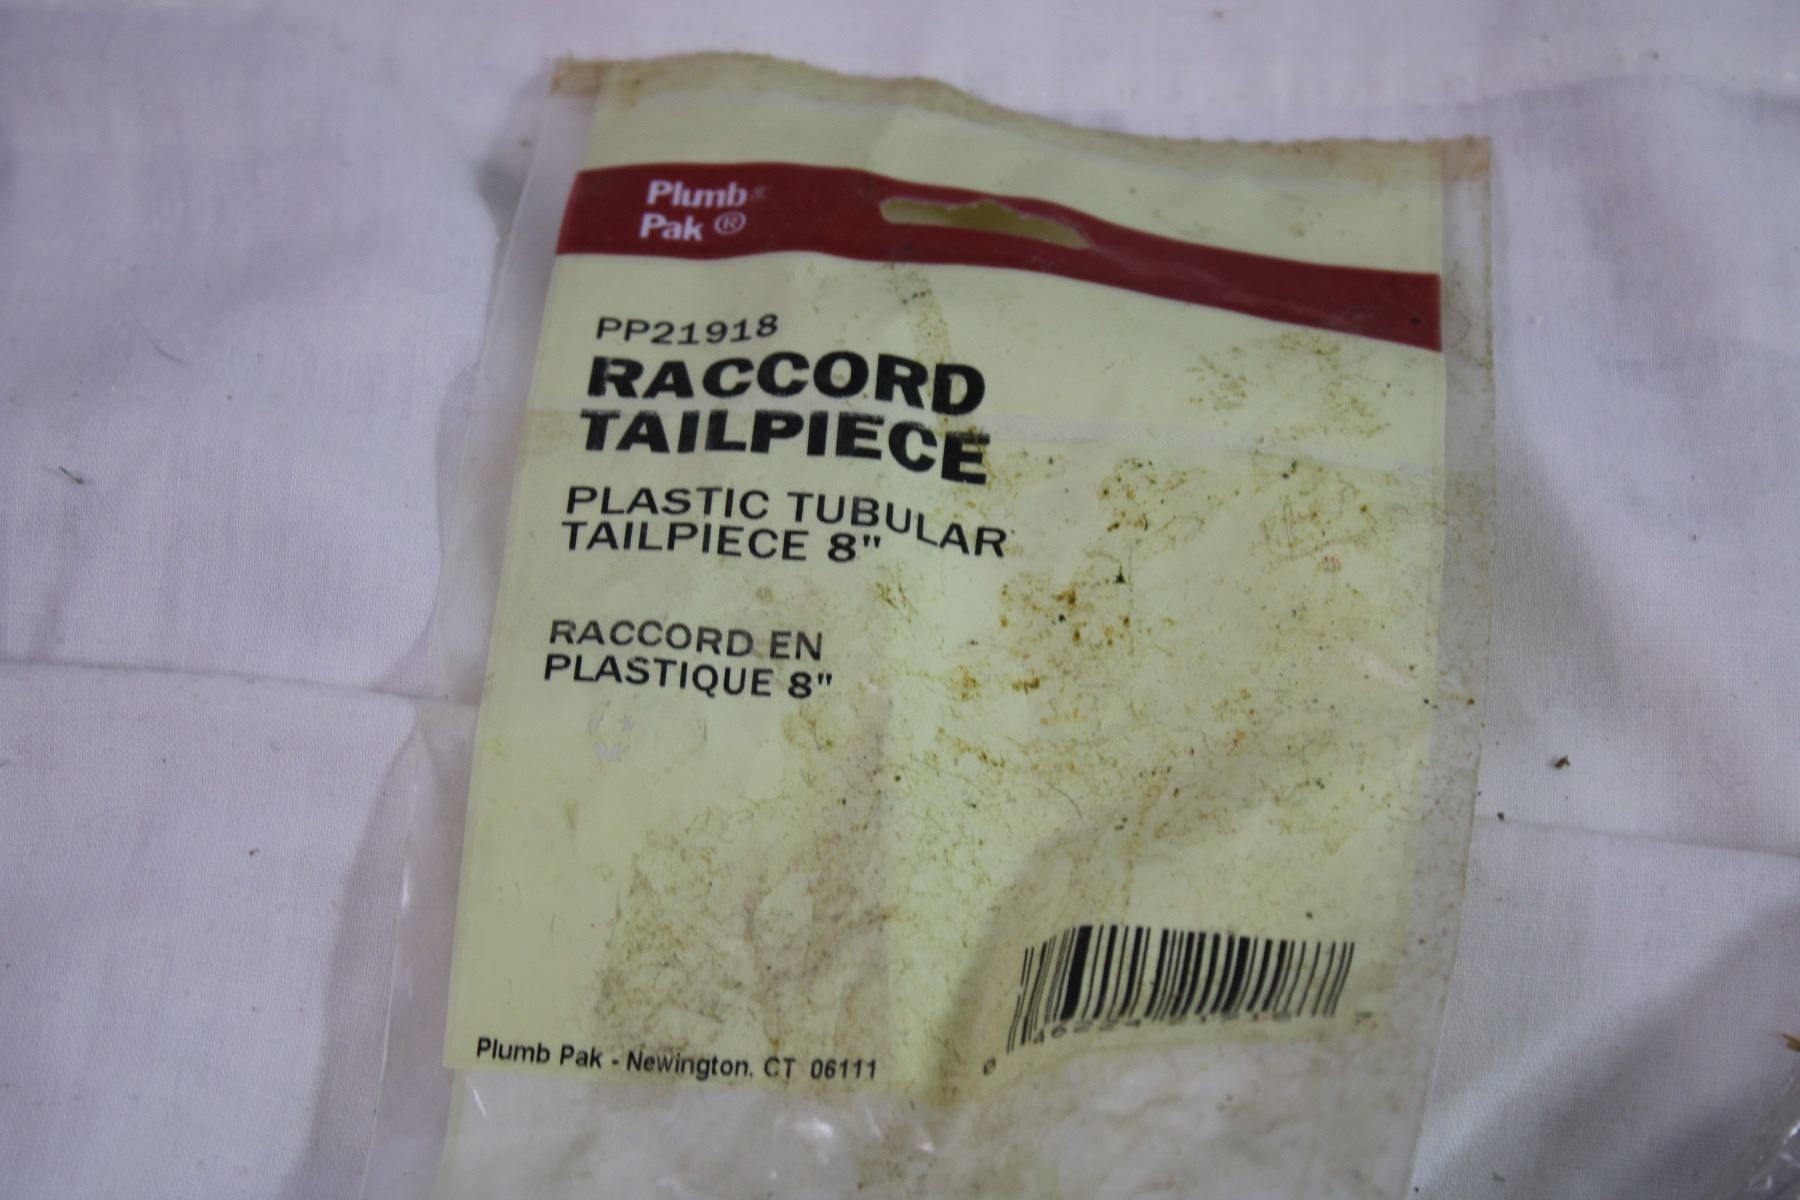 Plumb
Pak ®
PP21918
RACCORD
TAILPIECE
PLASTIC TUBULAR
TAILPIECE 8"
RACCORD EN
PLASTIQUE 8"
Plumb Pak - Newington, CT 06111